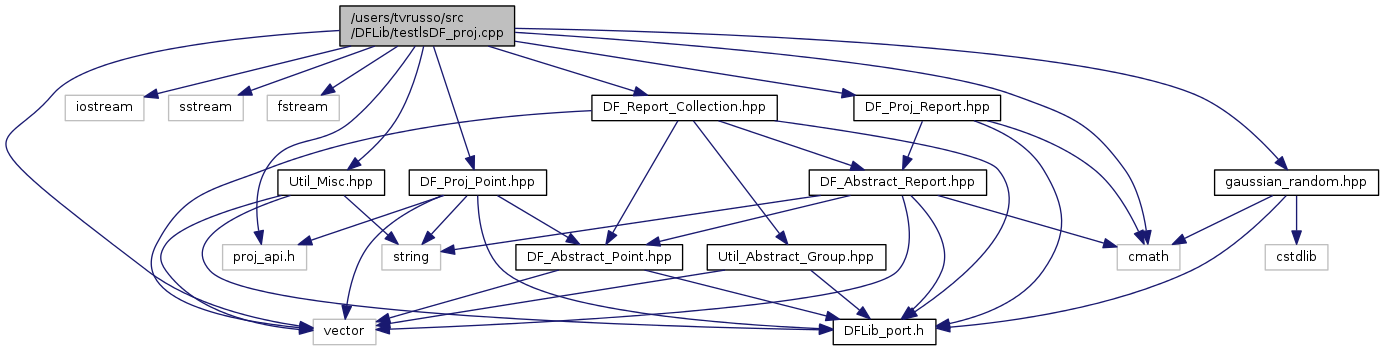 /users/tvrusso/src
/DFLib/testlsDF_proj.cpp
iostream
sstream
fstream
DF_Report_Collection.hpp
DF_Proj_Report.hpp
Util_Misc.hpp
DF_Proj_Point.hpp
DF_Abstract_Report.hpp
gaussian_random.hpp
proj_api.h
string
DF_Abstract_Point.hpp
Util_Abstract_Group.hpp
cmath
cstdlib
vector
DFLib_port.h